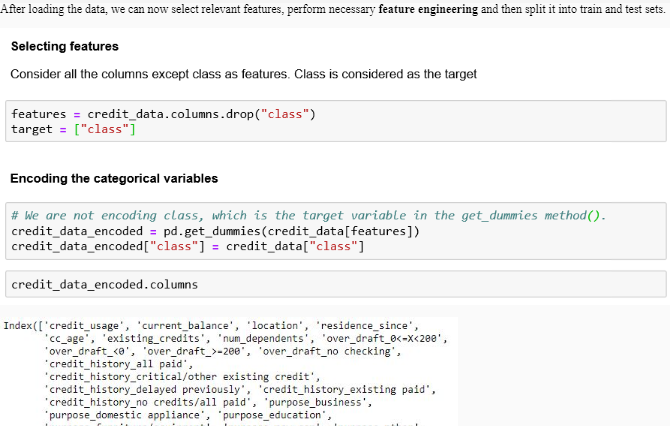 After loading the data, we can now select relevant features, perform necessary feature engineering and then split it into train and test sets.
Selecting features
Consider all the columns except class as features. Class is considered as the target
features = credit_data.columns.drop("class")
target = ["class"]
Encoding the categorical variables
# We are not encoding class, which is the target variable in the get_dummies method().
credit_data_encoded = pd.get_dummies(credit_data[features])
credit_data_encoded["class"] = credit_data["class"]
credit_data_encoded.columns
Index(['credit_usage', 'current_balance', 'location', 'residence_since',
'cc_age', 'existing_credits', 'num_dependents', 'over_draft_0<=X<200',
'over_draft_<0', 'over_draft_>=200', 'over_draft_no checking',
'credit_history_all paid',
'credit_history_critical/other existing credit',
'credit_history_delayed previously', 'credit_history_existing paid',
'credit_history_no credits/all paid', 'purpose_business',
'purpose_domestic appliance', 'purpose_education',